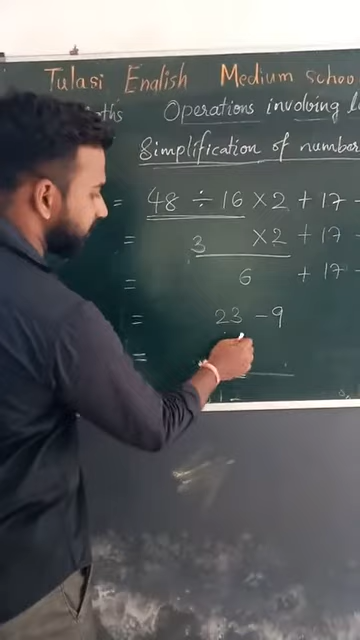 Tulasi English Medium schoo
ths Operations involving
Simplification of number
= 48 ÷ 16 × 2 + 17 -
= 3 × 2 + 17 -
= 6 + 17
= 23 - 9
=